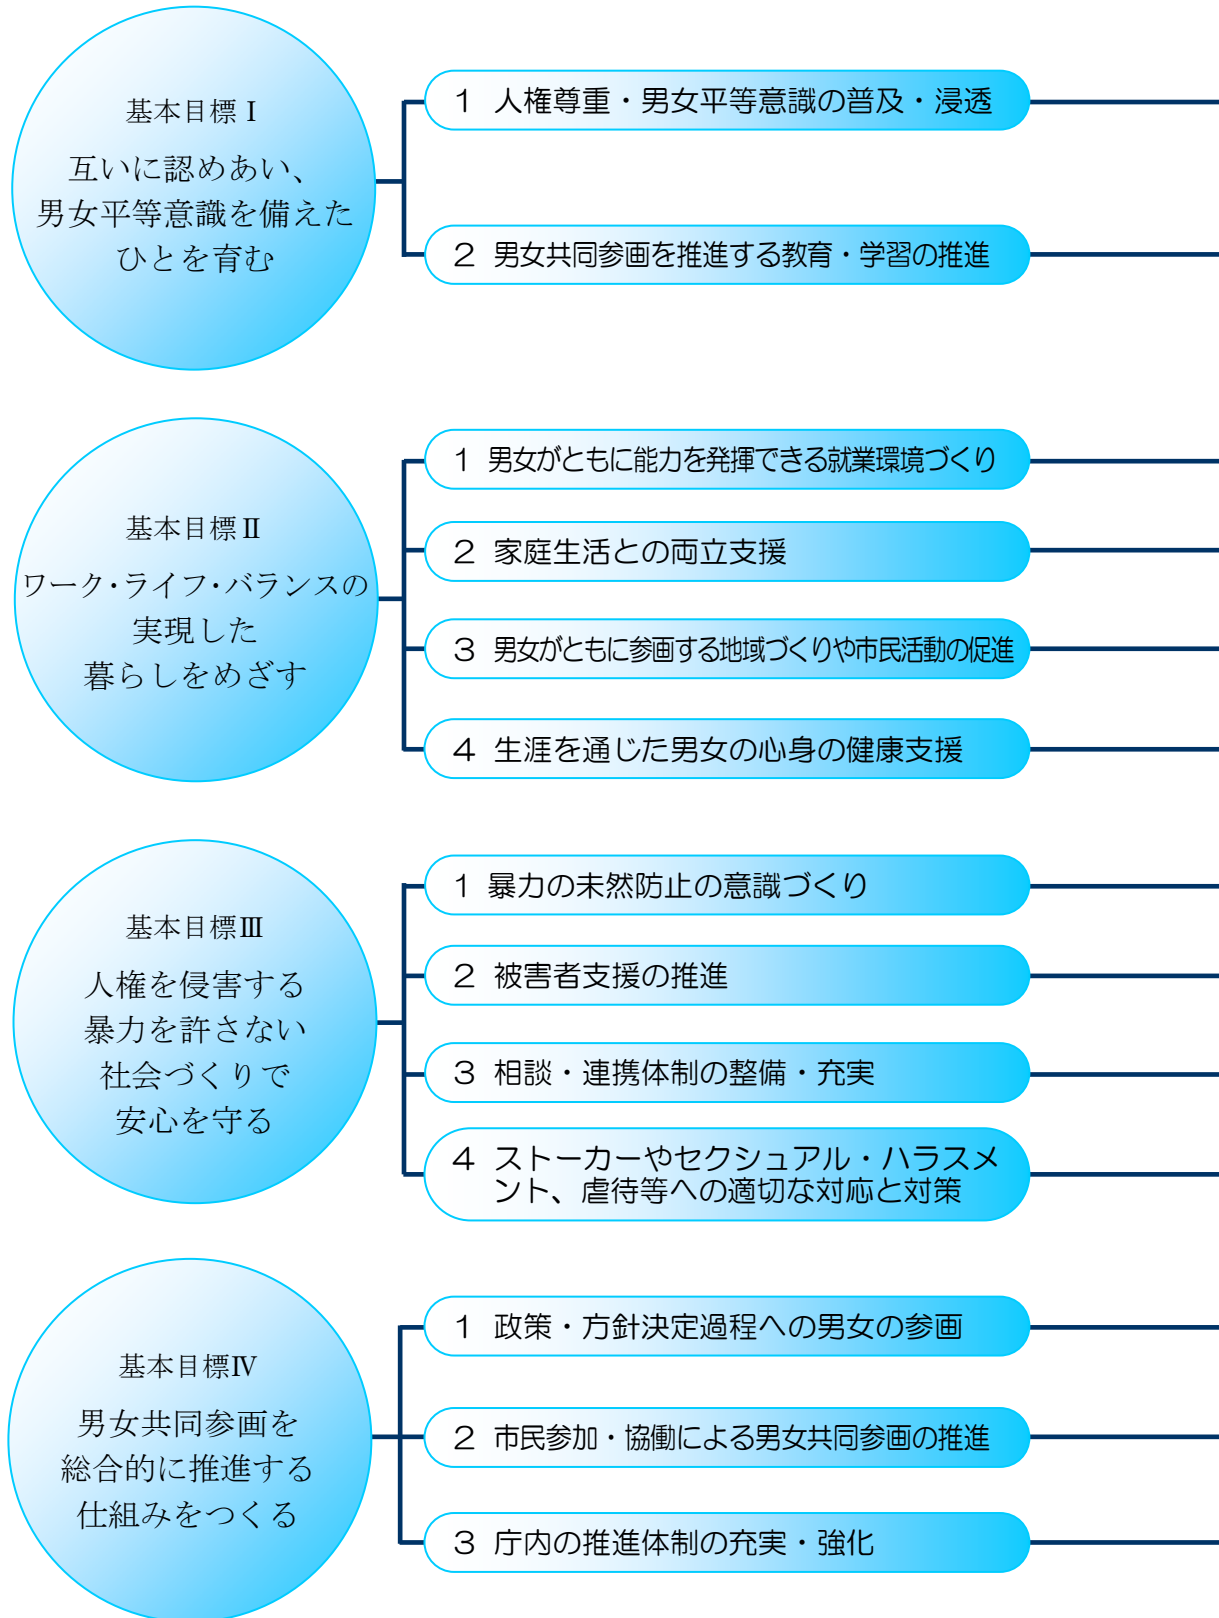 基本目標Ⅰ
互いに認めあい、
男女平等意識を備えた
ひとを育む
1 人権尊重・男女平等意識の普及・浸透
2 男女共同参画を推進する教育・学習の推進
基本目標Ⅱ
ワーク・ライフ・バランスの
実現した
暮らしをめざす
1 男女がともに能力を発揮できる就業環境づくり
2 家庭生活との両立支援
3 男女がともに参画する地域づくりや市民活動の促進
4 生涯を通じた男女の心身の健康支援
基本目標Ⅲ
人権を侵害する
暴力を許さない
社会づくりで
安心を守る
1 暴力の未然防止の意識づくり
2 被害者支援の推進
3 相談・連携体制の整備・充実
4 ストーカーやセクシュアル・ハラスメ
ント、虐待等への適切な対応と対策
基本目標Ⅳ
男女共同参画を
総合的に推進する
仕組みをつくる
1 政策・方針決定過程への男女の参画
2 市民参加・協働による男女共同参画の推進
3 庁内の推進体制の充実・強化